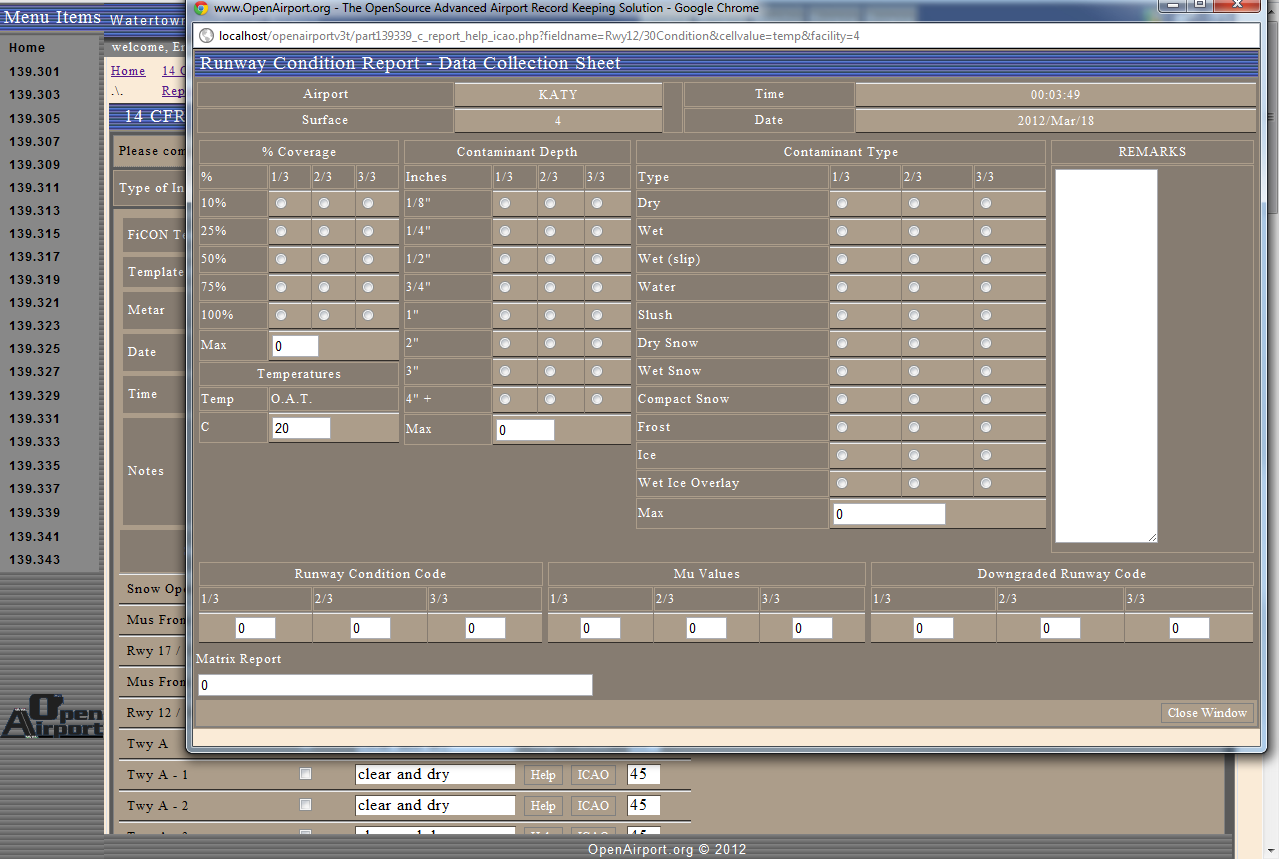 Menu Items
Watertown
www.OpenAirport.org - The OpenSource Advanced Airport Record Keeping Solution - Google Chrome
localhost/openairportv3t/part139339_c_report_help_icao.php?fieldname=Rwy12/30Condition&cellvalue=temp&facility=4
Home
139.301
139.303
139.305
139.307
139.309
139.311
139.313
139.315
139.317
139.319
139.321
139.323
139.325
139.327
139.329
139.331
139.333
139.335
139.337
139.339
139.341
139.343
Open Airport
welcome, Er
Home 14 C
.\. Rep
14 CFR
Please com
Type of In
FiCON Te
Template
Metar
Date
Time
Notes
Snow Ope
Mus Fron
Rwy 17 /
Mus Fron
Rwy 12 /
Twy A
Runway Condition Report - Data Collection Sheet
Airport KATY Time 00:03:49
Surface 4 Date 2012/Mar/18
% Coverage
% 1/3 2/3 3/3
10%
25%
50%
75%
100%
Max 0
Temperatures
Temp O.A.T.
C 20
Contaminant Depth
Inches 1/3 2/3 3/3
1/8"
1/4"
1/2"
3/4"
1"
2"
3"
4" +
Max 0
Contaminant Type
Type 1/3 2/3 3/3
Dry
Wet
Wet (slip)
Water
Slush
Dry Snow
Wet Snow
Compact Snow
Frost
Ice
Wet Ice Overlay
Max 0
REMARKS
Runway Condition Code Mu Values Downgraded Runway Code
1/3 2/3 3/3 1/3 2/3 3/3 1/3 2/3 3/3
0 0 0 0 0 0 0 0 0
Matrix Report
0
Close Window
Twy A - 1 clear and dry Help ICAO 45
Twy A - 2 clear and dry Help ICAO 45
OpenAirport.org © 2012